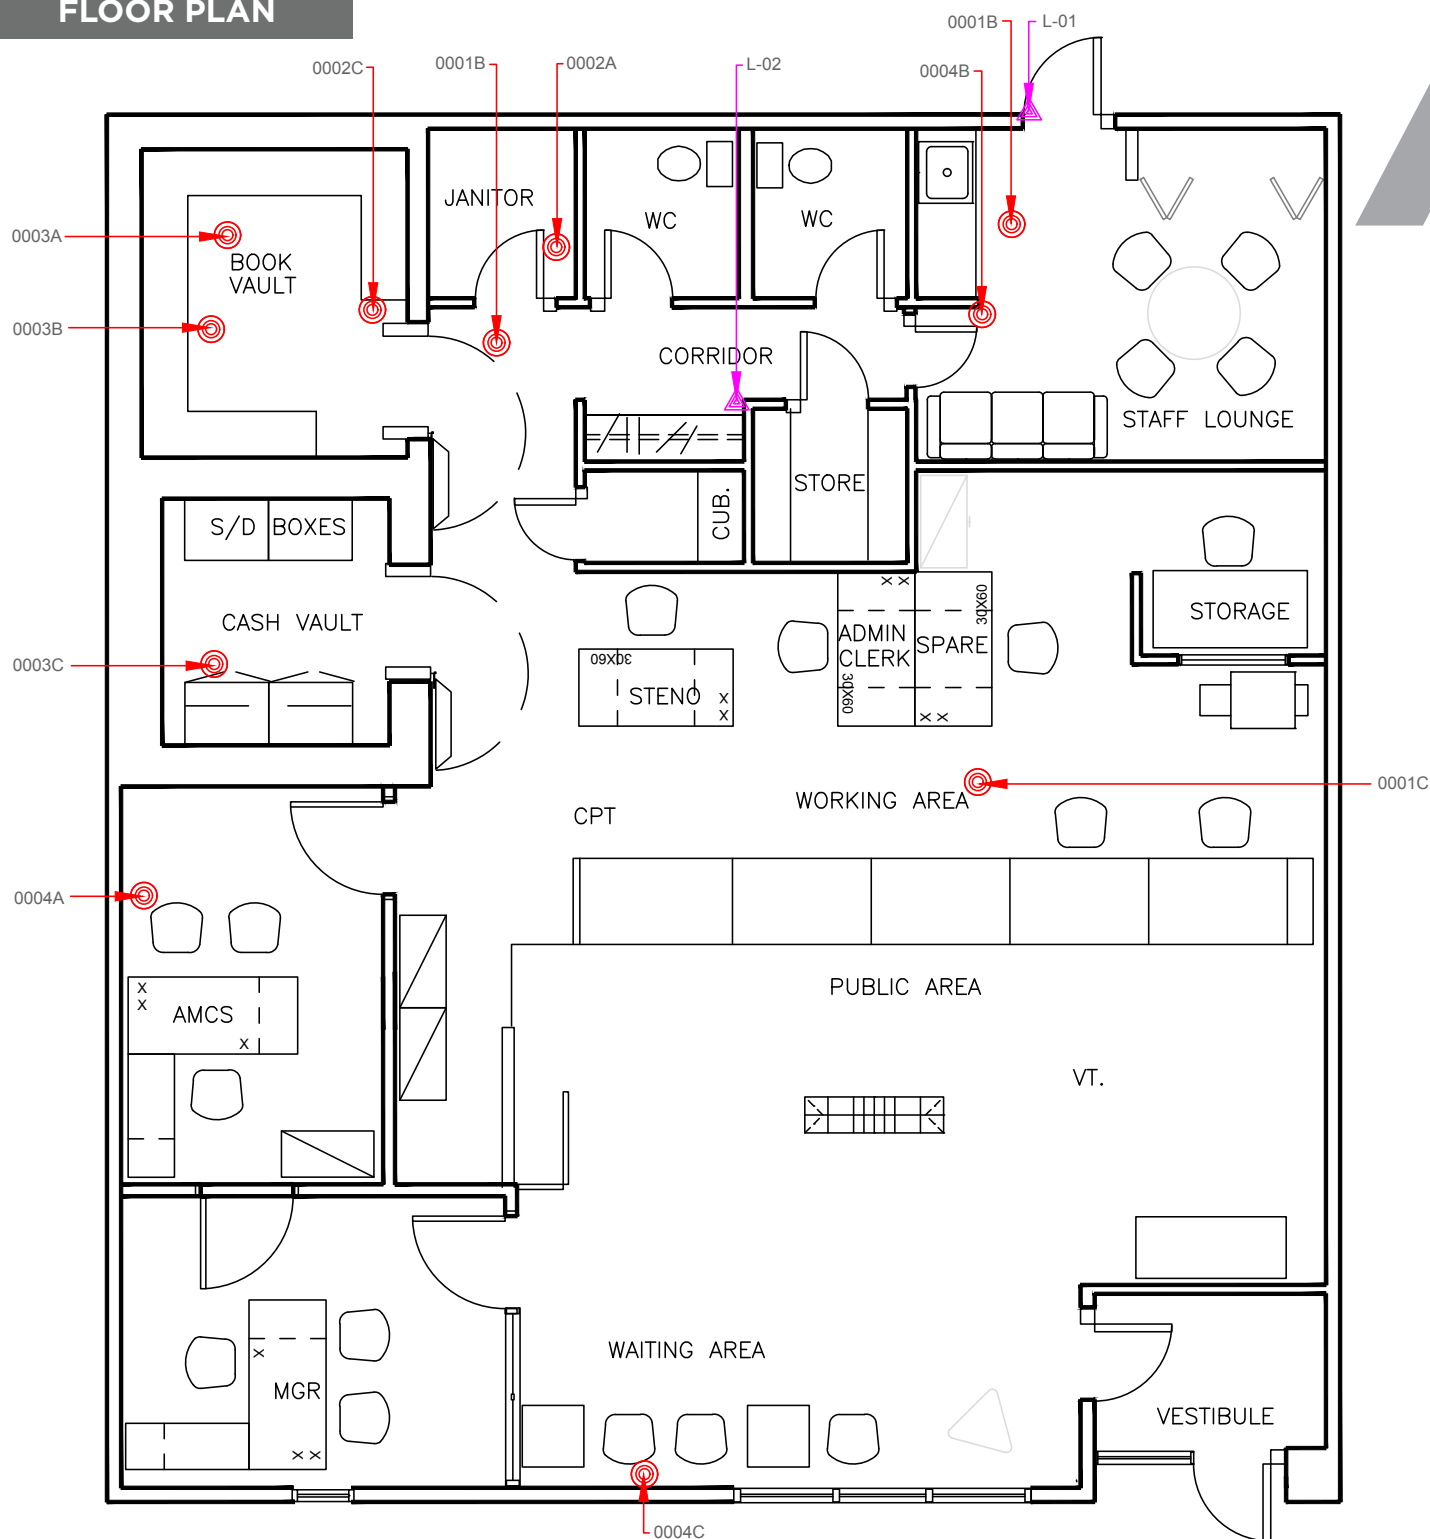 FLOOR PLAN
0001B
L-01
0002C
0001B
0002A
L-02
0004B
JANITOR
WC
WC
0003A
BOOK
VAULT
0003B
CORRIDOR
STAFF LOUNGE
STORE
CUB.
S/D
BOXES
CASH VAULT
0003C
30X60
STENO
X
X
X X
ADMIN
CLERK
30X60
30X60
SPARE
X X
STORAGE
0001C
WORKING AREA
CPT
0004A
X
X
AMCS
X
PUBLIC AREA
VT.
WAITING AREA
X
MGR
X X
VESTIBULE
0004C